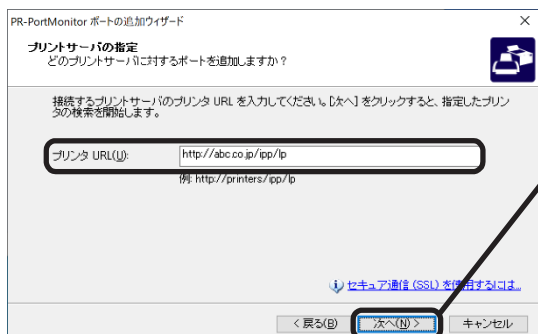 PR-PortMonitor ポートの追加ウィザード
プリントサーバの指定
どのプリントサーバに対するポートを追加しますか?
接続するプリントサーバのプリンタ URL を入力してください。[次へ] をクリックすると、指定したプリン
タの検索を開始します。
プリンタ URL(U): http://abc.co.jp/ipp/lp
例: http://printers/ipp/lp
セキュア通信 (SSL) を使用するには...
< 戻る(B) 次へ(N) > キャンセル